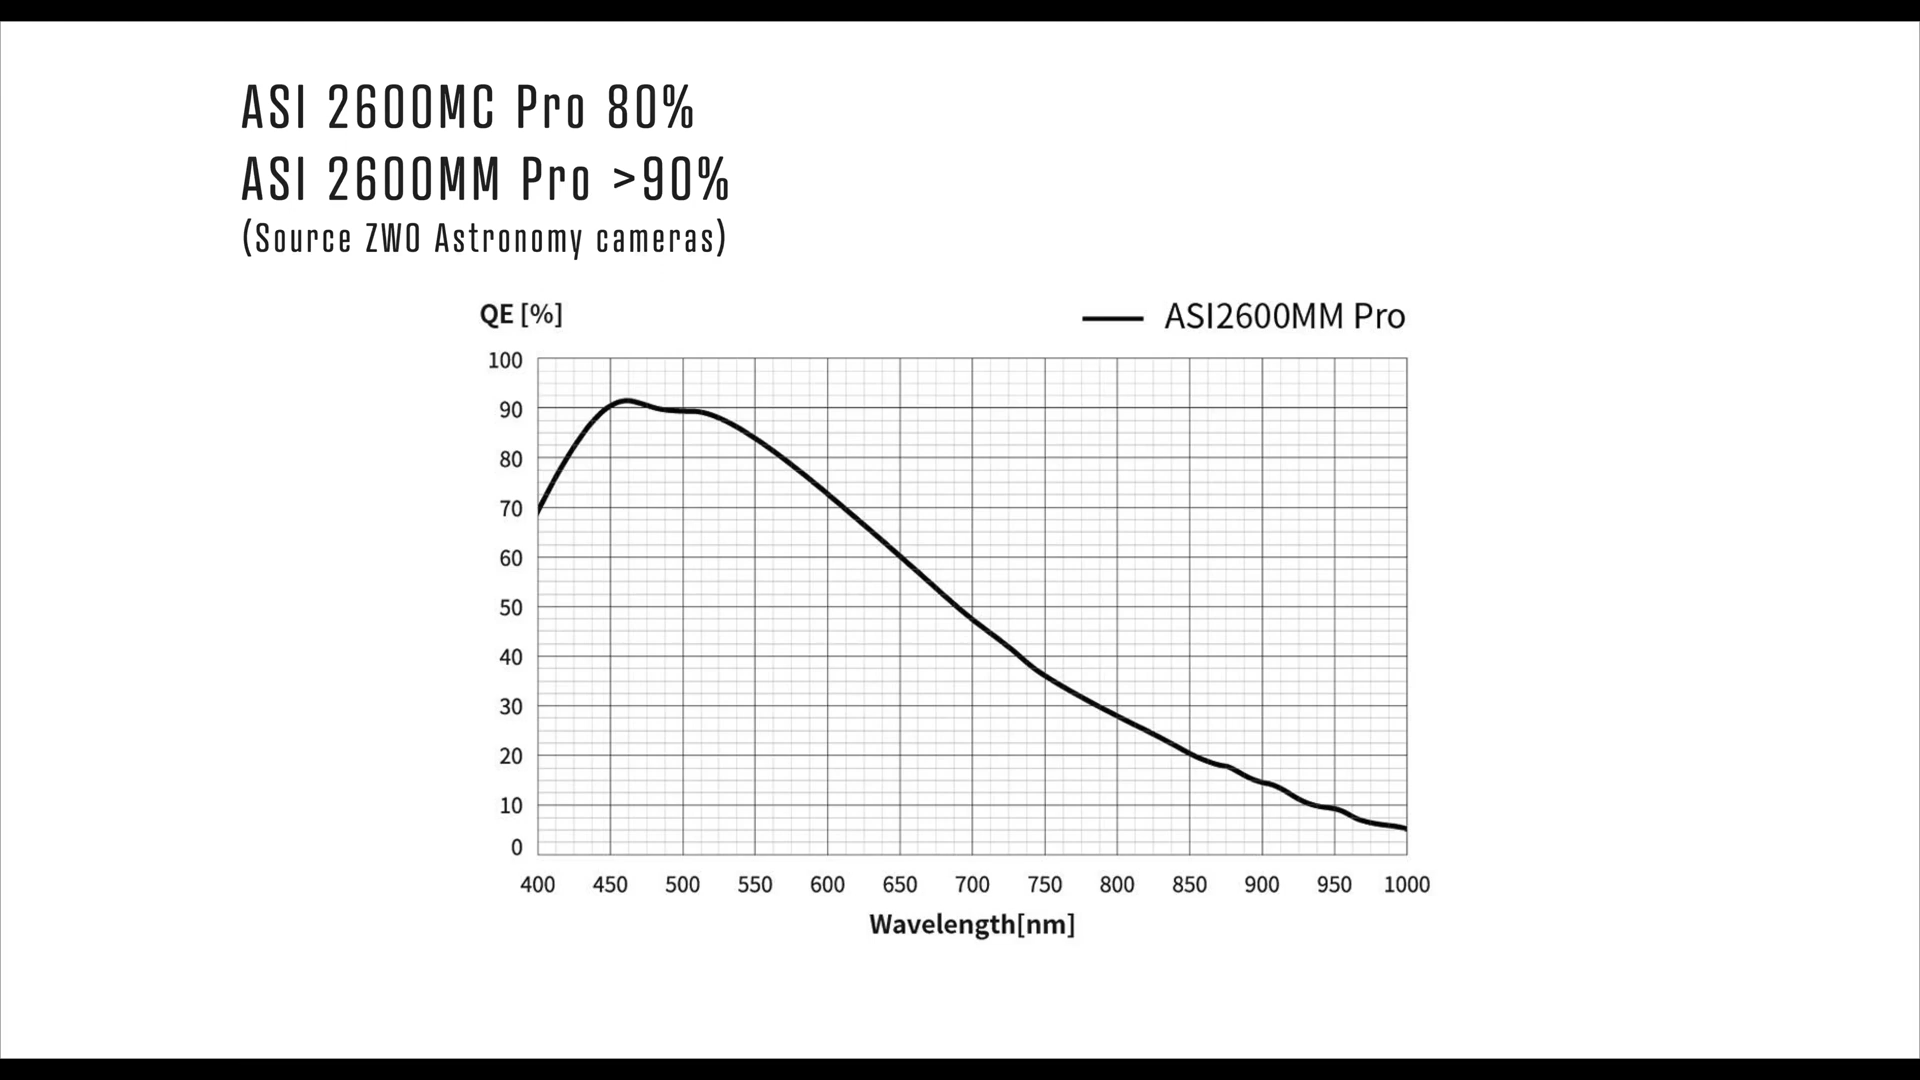 ASI 2600MC Pro 80%
ASI 2600MM Pro >90%
(Source ZWO Astronomy cameras)
QE [%]
ASI2600MM Pro
100
90
80
70
60
50
40
30
20
10
0
400 450 500 550 600 650 700 750 800 850 900 950 1000
Wavelength[nm]